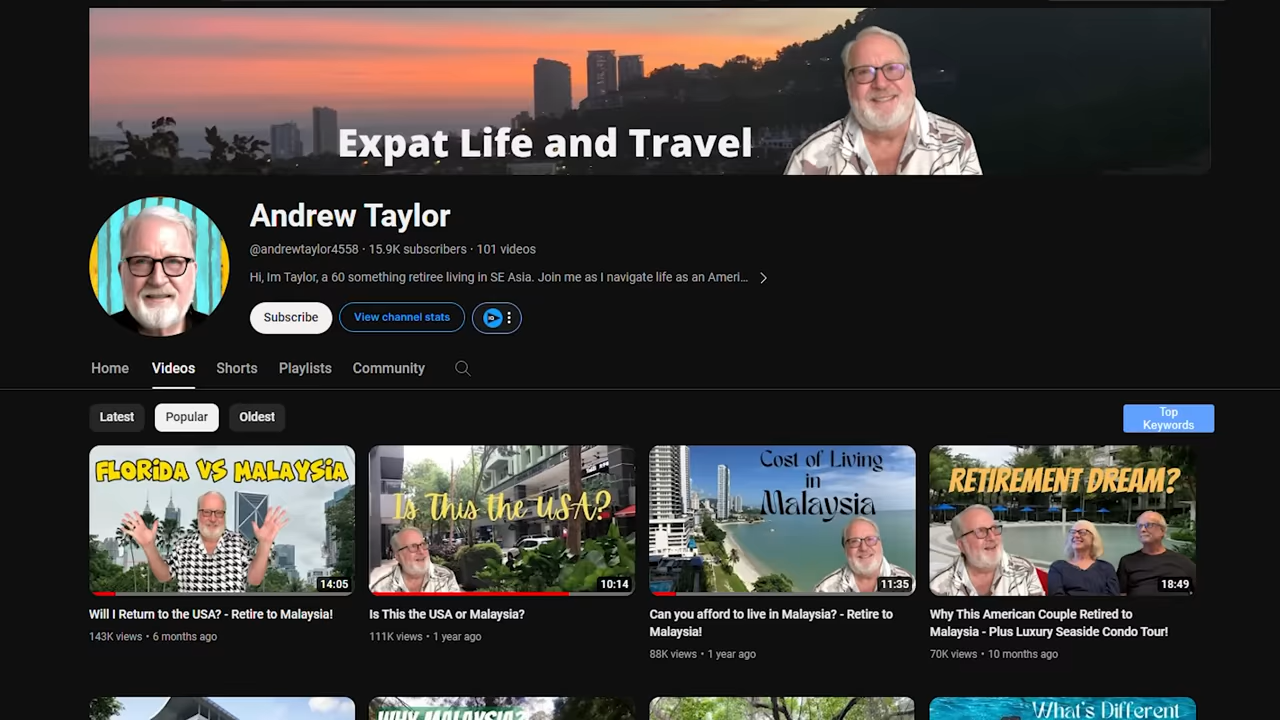 Expat Life and Travel
Andrew Taylor
@andrewtaylor4558 · 15.9K subscribers · 101 videos
Hi, Im Taylor, a 60 something retiree living in SE Asia. Join me as I navigate life as an Ameri...
Subscribe
View channel stats
Home Videos Shorts Playlists Community
Latest Popular Oldest
Top
Keywords
FLORIDA VS MALAYSIA
14:05
Will I Return to the USA? - Retire to Malaysia!
143K views • 6 months ago
Is This the USA?
10:14
Is This the USA or Malaysia?
111K views • 1 year ago
Cost of Living
in
Malaysia
11:35
Can you afford to live in Malaysia? - Retire to
Malaysia!
88K views • 1 year ago
RETIREMENT DREAM?
18:49
Why This American Couple Retired to
Malaysia - Plus Luxury Seaside Condo Tour!
70K views • 10 months ago
WHY MALAYSIA?
What's Different